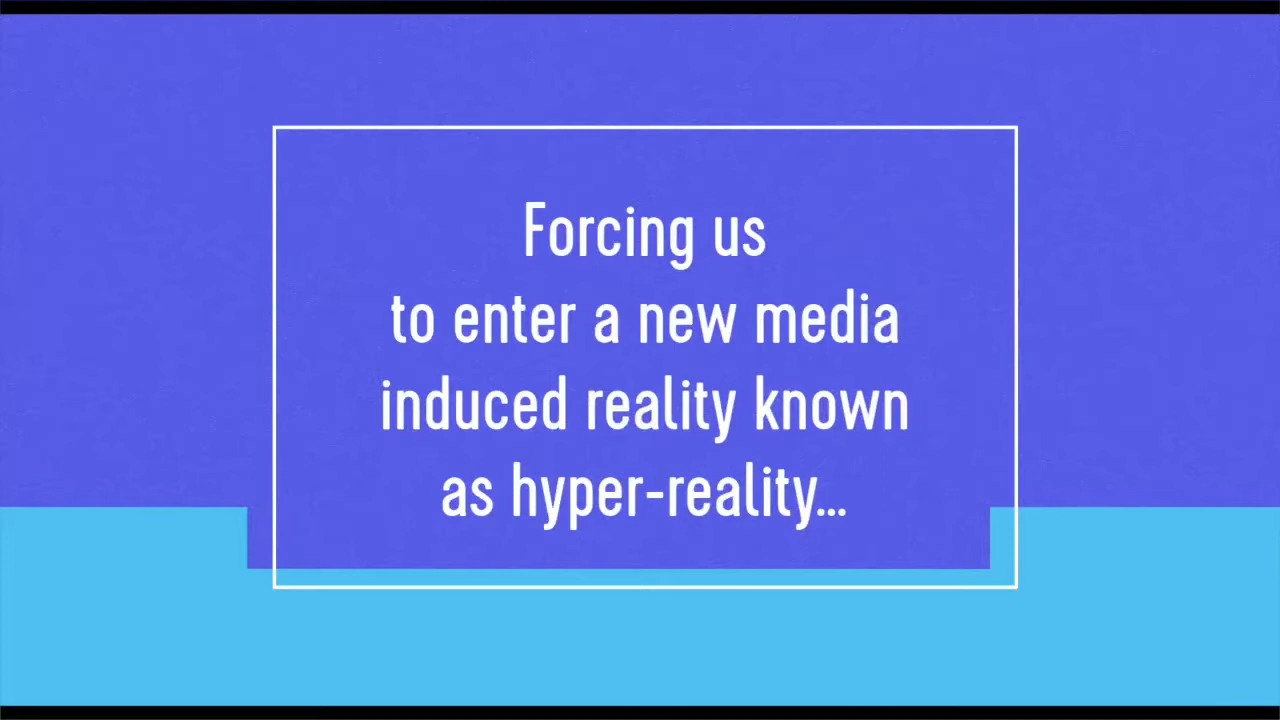 Forcing us
to enter a new media
induced reality known
as hyper-reality...